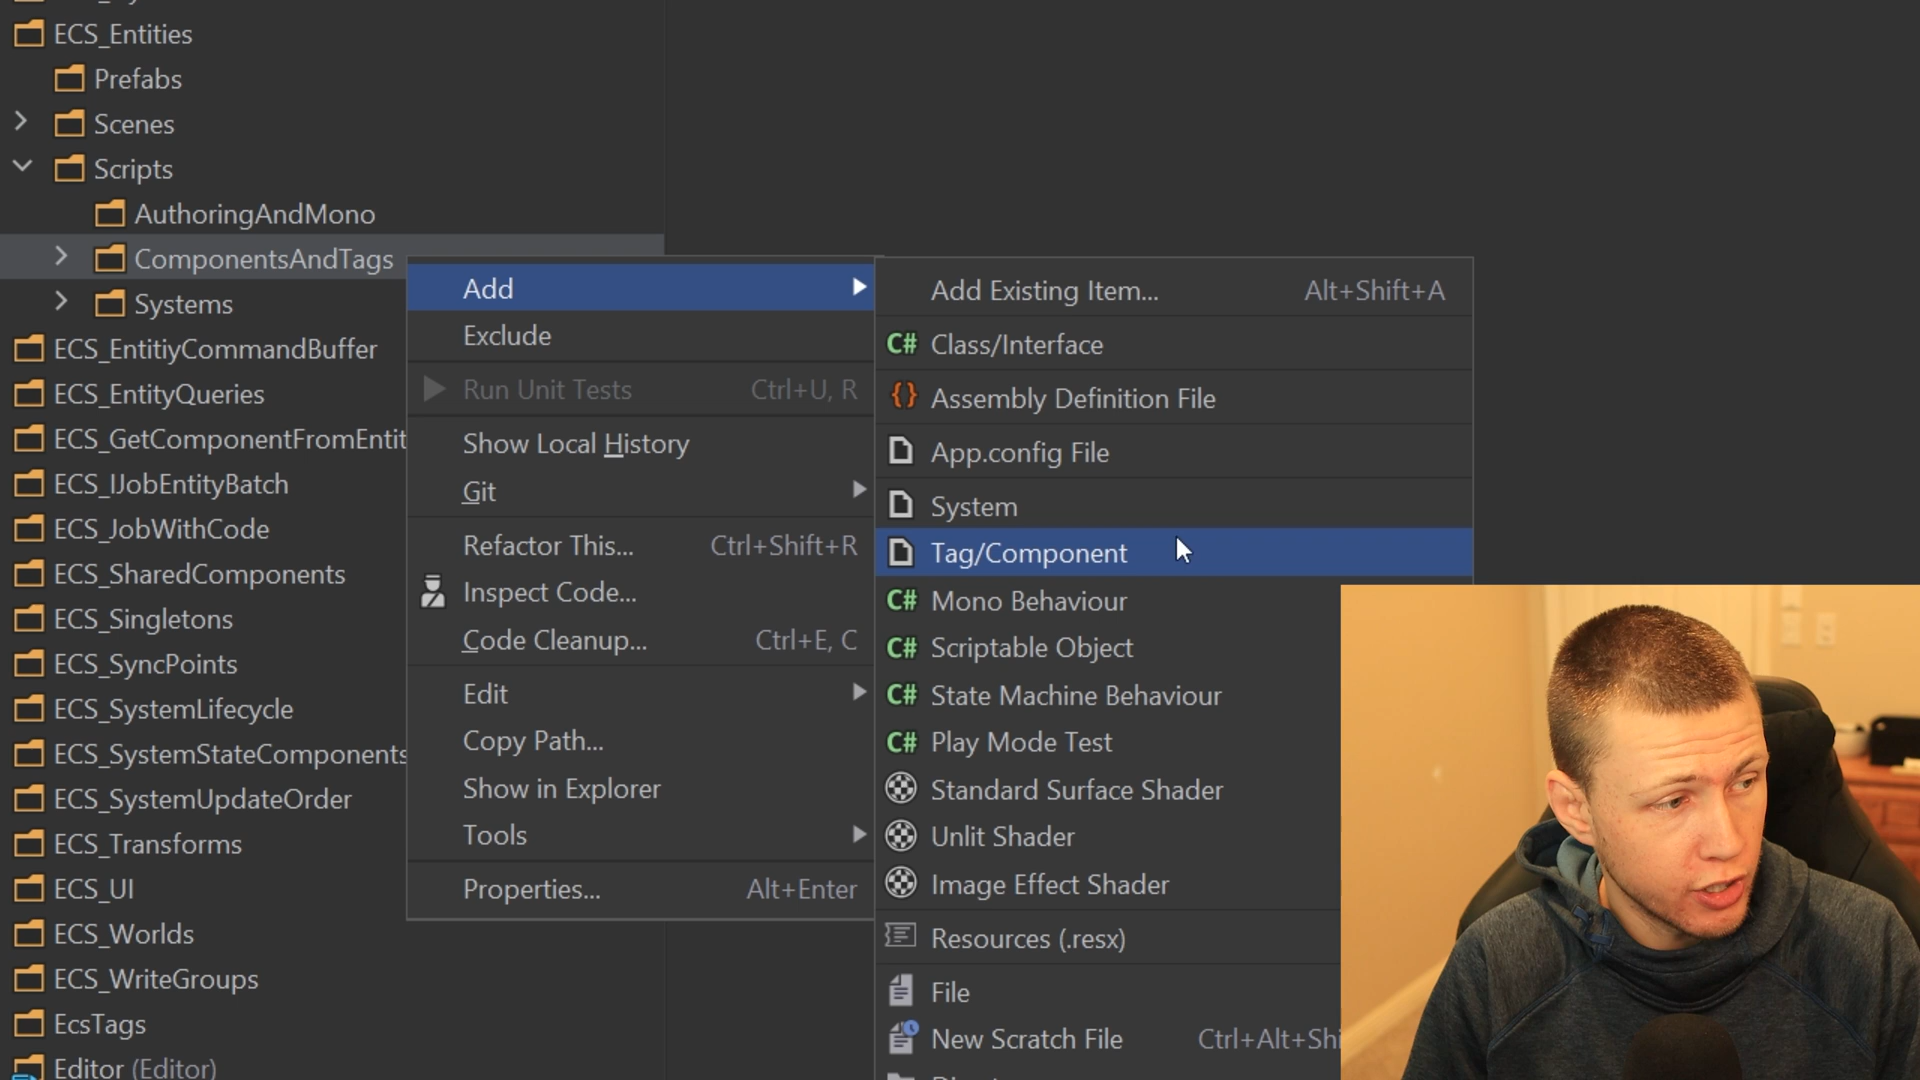 ECS_Entities
Prefabs
Scenes
Scripts
AuthoringAndMono
ComponentsAndTags
Systems
ECS_EntitiyCommandBuffer
ECS_EntityQueries
ECS_GetComponentFromEntit
ECS_IJobEntityBatch
ECS_JobWithCode
ECS_SharedComponents
ECS_Singletons
ECS_SyncPoints
ECS_SystemLifecycle
ECS_SystemStateComponents
ECS_SystemUpdateOrder
ECS_Transforms
ECS_UI
ECS_Worlds
ECS_WriteGroups
EcsTags
Editor (Editor)
Add
Exclude
Run Unit Tests Ctrl+U, R
Show Local History
Git
Refactor This... Ctrl+Shift+R
Inspect Code...
Code Cleanup... Ctrl+E, C
Edit
Copy Path...
Show in Explorer
Tools
Properties... Alt+Enter
Add Existing Item... Alt+Shift+A
C# Class/Interface
{} Assembly Definition File
App.config File
System
Tag/Component
C# Mono Behaviour
C# Scriptable Object
C# State Machine Behaviour
C# Play Mode Test
Standard Surface Shader
Unlit Shader
Image Effect Shader
Resources (.resx)
File
New Scratch File Ctrl+Alt+Shi